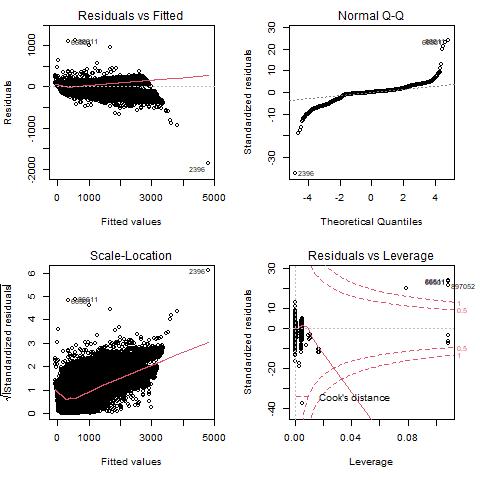 Residuals vs Fitted
Residuals
-2000 -1000 0 1000
2396
0 1000 3000 5000
Fitted values
Normal Q-Q
Standardized residuals
-30 -10 0 10 20 30
2396
-4 -2 0 2 4
Theoretical Quantiles
Scale-Location
√|Standardized residuals|
0 1 2 3 4 5 6
2396
0 1000 3000 5000
Fitted values
Residuals vs Leverage
Standardized residuals
-40 -20 0 20
897052
1
0.5
0.5
1
Cook's distance
0.00 0.04 0.08
Leverage